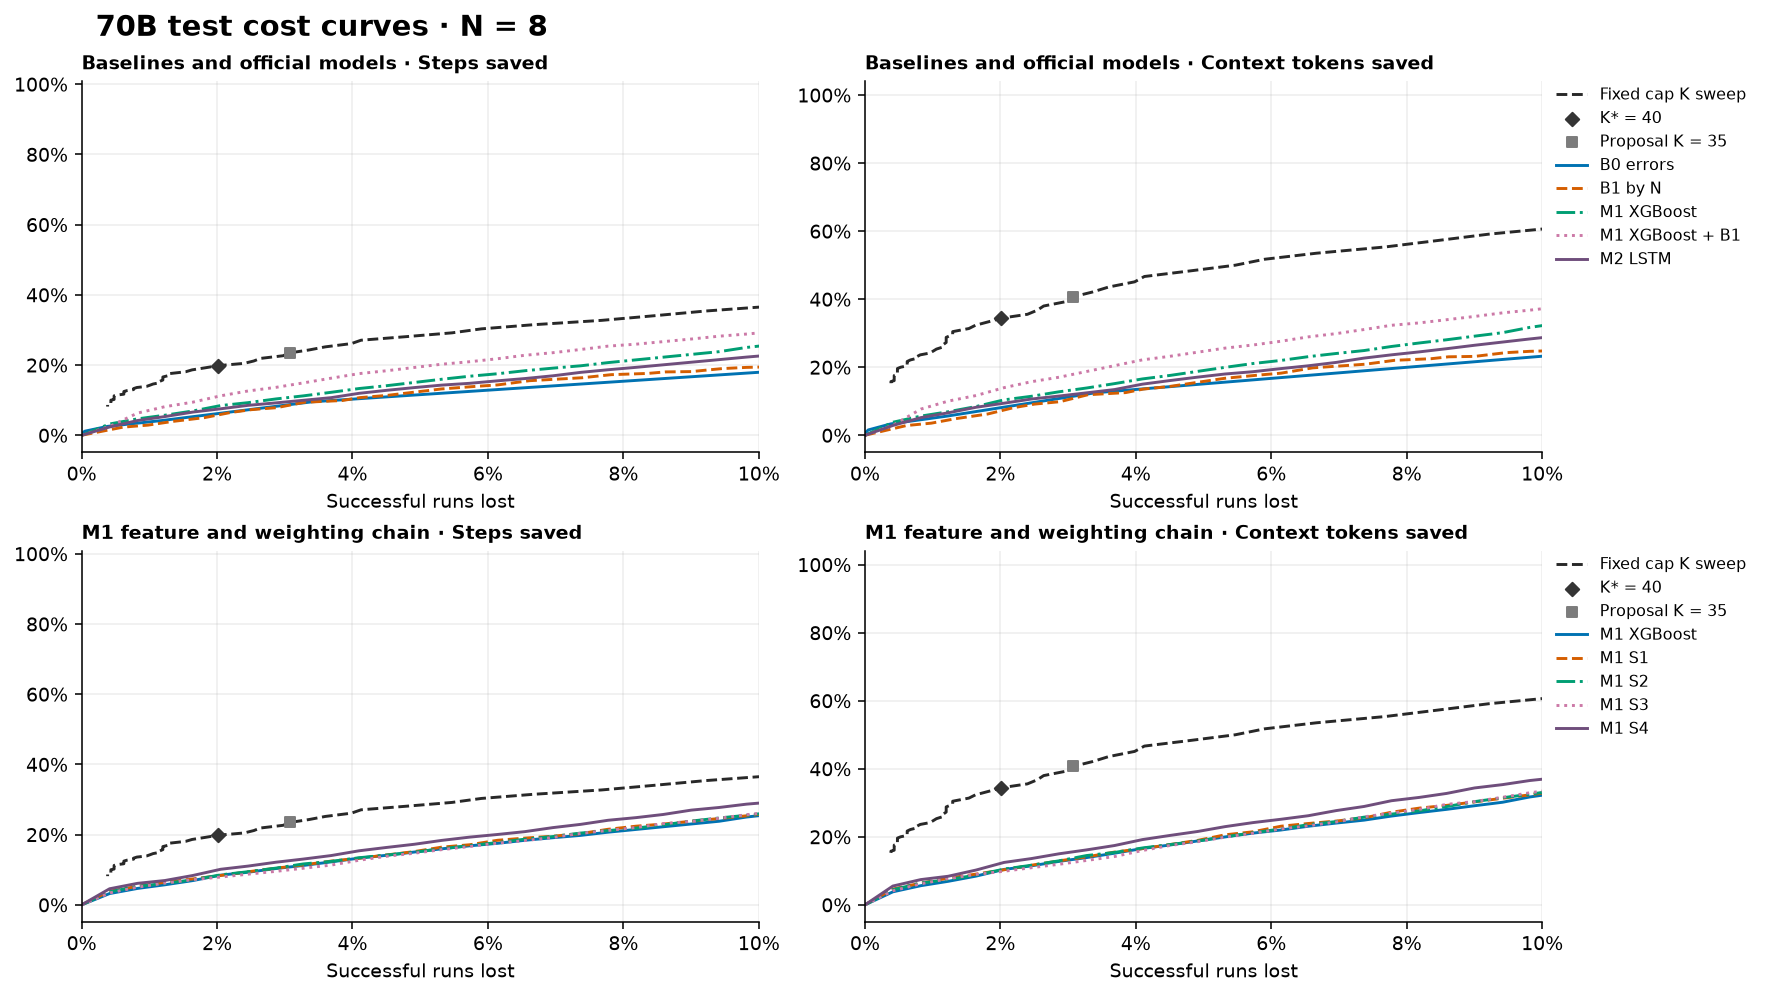 70B test cost curves · N = 8
Baselines and official models · Steps saved
100%
80%
60%
40%
20%
0%
0% 2% 4% 6% 8% 10%
Successful runs lost
Baselines and official models · Context tokens saved
100%
80%
60%
40%
20%
0%
0% 2% 4% 6% 8% 10%
Successful runs lost
Fixed cap K sweep
K* = 40
Proposal K = 35
B0 errors
B1 by N
M1 XGBoost
M1 XGBoost + B1
M2 LSTM
M1 feature and weighting chain · Steps saved
100%
80%
60%
40%
20%
0%
0% 2% 4% 6% 8% 10%
Successful runs lost
M1 feature and weighting chain · Context tokens saved
100%
80%
60%
40%
20%
0%
0% 2% 4% 6% 8% 10%
Successful runs lost
Fixed cap K sweep
K* = 40
Proposal K = 35
M1 XGBoost
M1 S1
M1 S2
M1 S3
M1 S4